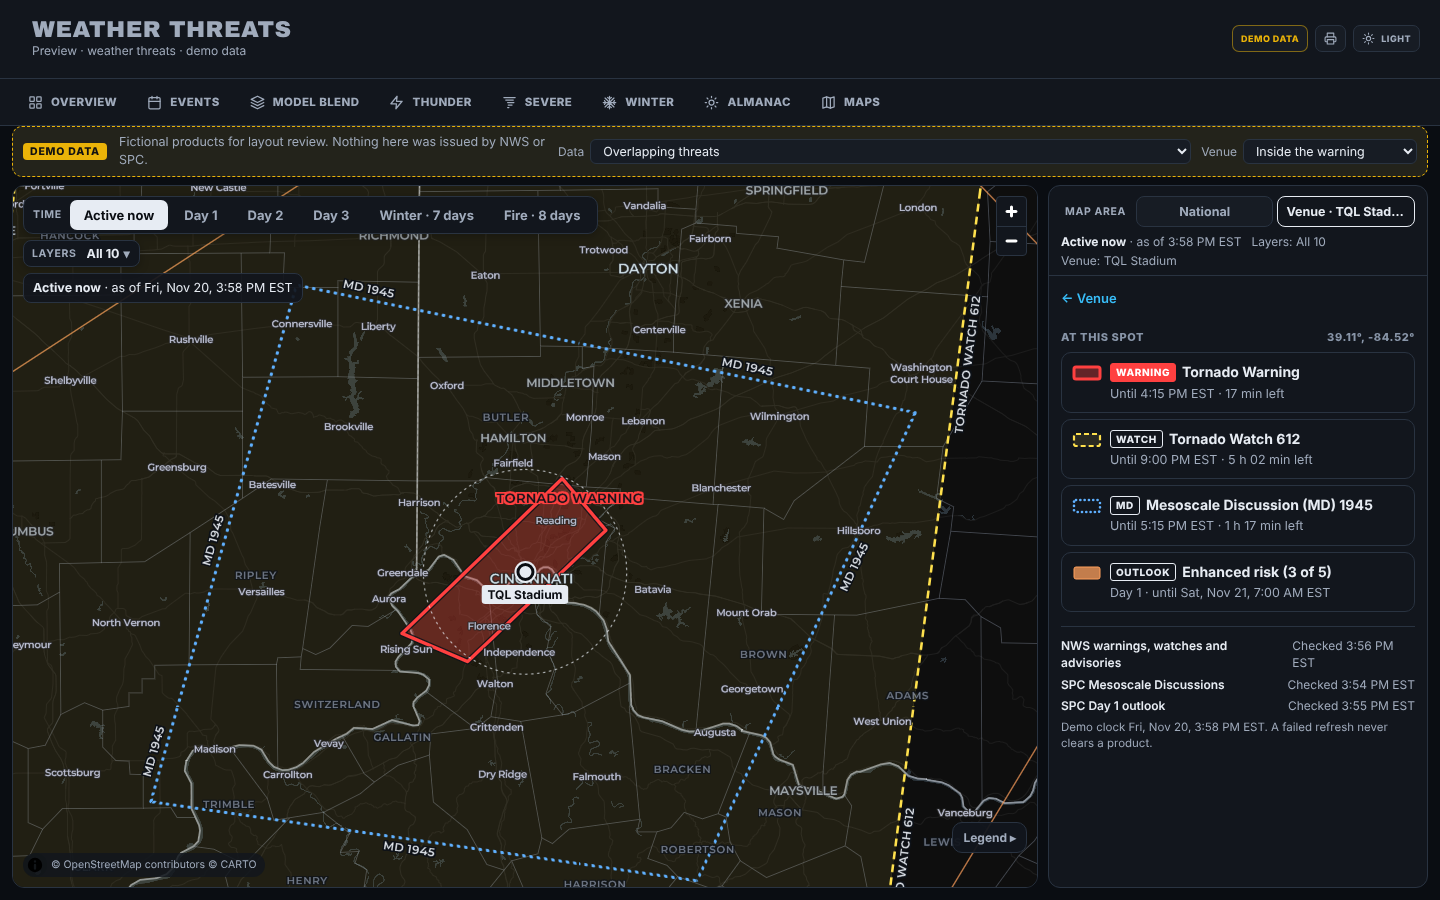 WEATHER THREATS
Preview · weather threats · demo data
DEMO DATA
LIGHT
OVERVIEW
EVENTS
MODEL BLEND
THUNDER
SEVERE
WINTER
ALMANAC
MAPS
DEMO DATA
Fictional products for layout review. Nothing here was issued by NWS or
SPC.
Data
Overlapping threats
Venue
Inside the warning
TIME
Active now
Day 1
Day 2
Day 3
Winter · 7 days
Fire · 8 days
LAYERS All 10 ▾
Active now · as of Fri, Nov 20, 3:58 PM EST
+
−
New Castle
SPRINGFIELD
Vandalia
London
HANCOCK
RICHMOND
Fairborn
Trotwood
DAYTON
Eaton
MD 1945
XENIA
Connersville
Liberty
Centerville
Rushville
TORNADO WATCH 612
MD 1945
Washington
Court House
Shelbyville
Oxford
MIDDLETOWN
BUTLER
Monroe
Lebanon
Wilmington
Brookville
HAMILTON
Mason
Fairfield
Greensburg
Batesville
Blanchester
TORNADO WARNING
Harrison
Reading
Hillsboro
MD 1945
MD 1945
RIPLEY
Versailles
Greendale
CINCINNATI
TQL Stadium
Batavia
Aurora
Mount Orab
North Vernon
Florence
Rising Sun
Independence
BROWN
Walton
Georgetown
ADAMS
SWITZERLAND
Crittenden
West Union
GALLATIN
Augusta
Vevay
Madison
MD 1945
Scottsburg
Carrollton
Dry Ridge
Falmouth
BRACKEN
MAYSVILLE
TRIMBLE
MASON
Vanceburg
Legend ▸
MD 1945
ROBERTSON
HENRY
HARRISON
© OpenStreetMap contributors © CARTO
MAP AREA
National
Venue · TQL Stad...
Active now · as of 3:58 PM EST Layers: All 10
Venue: TQL Stadium
← Venue
AT THIS SPOT
39.11°, -84.52°
WARNING Tornado Warning
Until 4:15 PM EST · 17 min left
WATCH Tornado Watch 612
Until 9:00 PM EST · 5 h 02 min left
MD Mesoscale Discussion (MD) 1945
Until 5:15 PM EST · 1 h 17 min left
OUTLOOK Enhanced risk (3 of 5)
Day 1 · until Sat, Nov 21, 7:00 AM EST
NWS warnings, watches and
advisories
Checked 3:56 PM
EST
SPC Mesoscale Discussions
Checked 3:54 PM EST
SPC Day 1 outlook
Checked 3:55 PM EST
Demo clock Fri, Nov 20, 3:58 PM EST. A failed refresh never
clears a product.